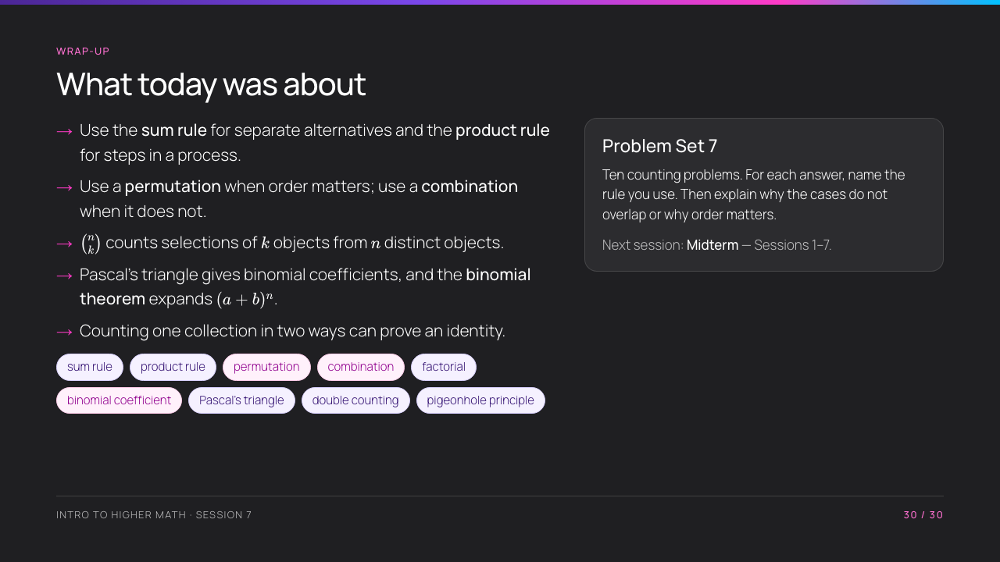 WRAP-UP
What today was about
→ Use the sum rule for separate alternatives and the product rule
for steps in a process.
→ Use a permutation when order matters; use a combination
when it does not.
→ (n k) counts selections of k objects from n distinct objects.
→ Pascal's triangle gives binomial coefficients, and the binomial
theorem expands (a + b)^n.
→ Counting one collection in two ways can prove an identity.
sum rule product rule permutation combination factorial
binomial coefficient Pascal's triangle double counting pigeonhole principle
Problem Set 7
Ten counting problems. For each answer, name the
rule you use. Then explain why the cases do not
overlap or why order matters.
Next session: Midterm — Sessions 1–7.
INTRO TO HIGHER MATH · SESSION 7
30 / 30